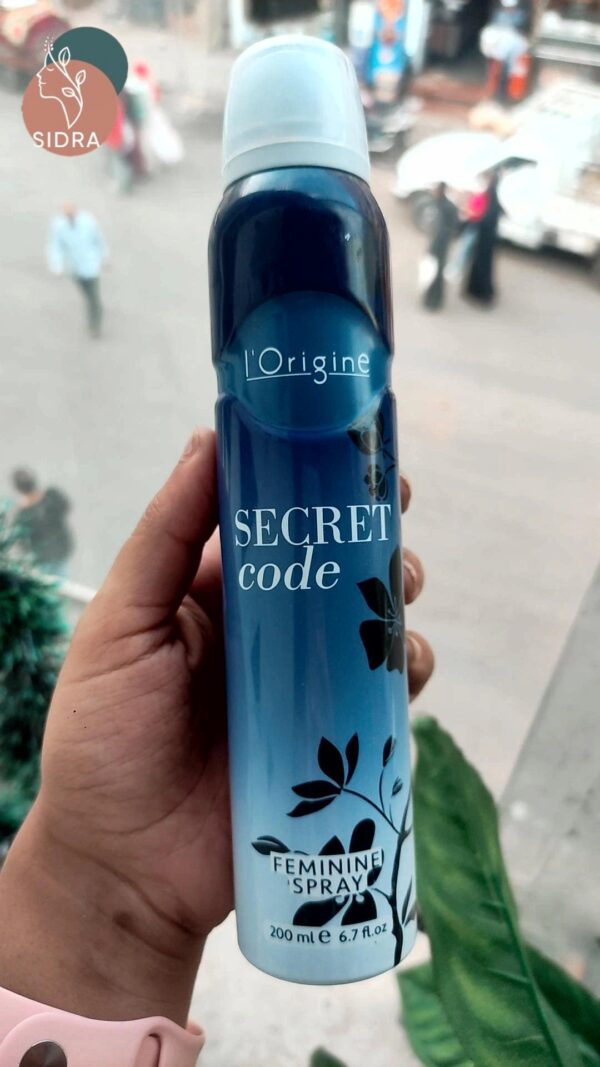 SIDRA
l'Origine
SECRET
code
FEMININE
SPRAY
200 ml e 6.7 fl.oz